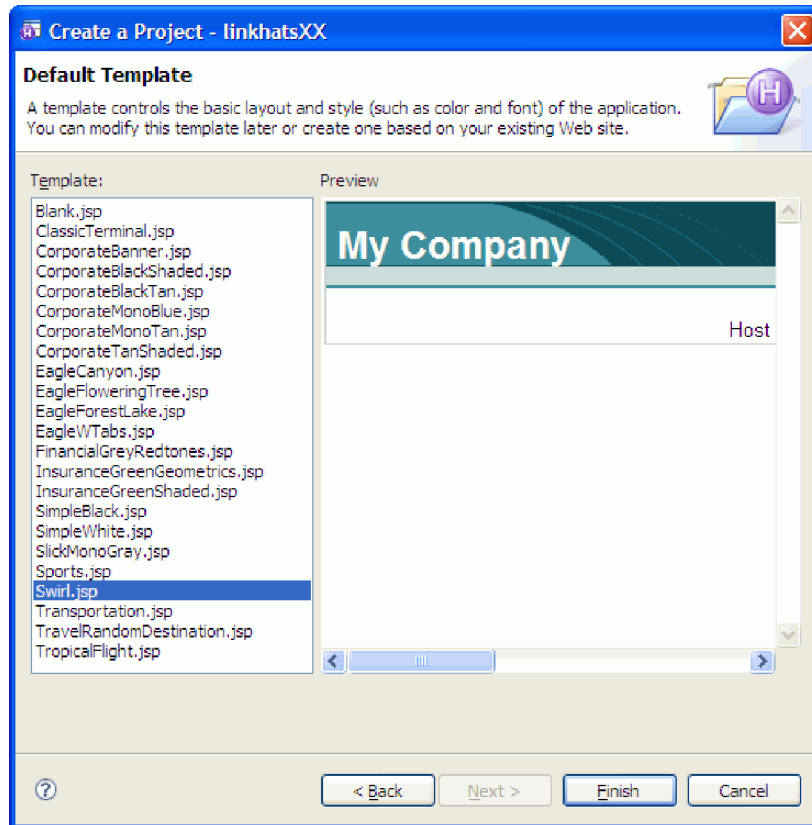 Create a Project - linkhatsXX
Default Template
A template controls the basic layout and style (such as color and font) of the application.
You can modify this template later or create one based on your existing Web site.
Template:
Blank.jsp
ClassicTerminal.jsp
CorporateBanner.jsp
CorporateBlackShaded.jsp
CorporateBlackTan.jsp
CorporateMonoBlue.jsp
CorporateMonoTan.jsp
CorporateTanShaded.jsp
EagleCanyon.jsp
EagleFloweringTree.jsp
EagleForestLake.jsp
EagleWTabs.jsp
FinancialGreyRedtones.jsp
InsuranceGreenGeometrics.jsp
InsuranceGreenShaded.jsp
SimpleBlack.jsp
SimpleWhite.jsp
SlickMonoGray.jsp
Sports.jsp
Swirl.jsp
Transportation.jsp
TravelRandomDestination.jsp
TropicalFlight.jsp
Preview
My Company
Host
< Back
Next >
Finish
Cancel